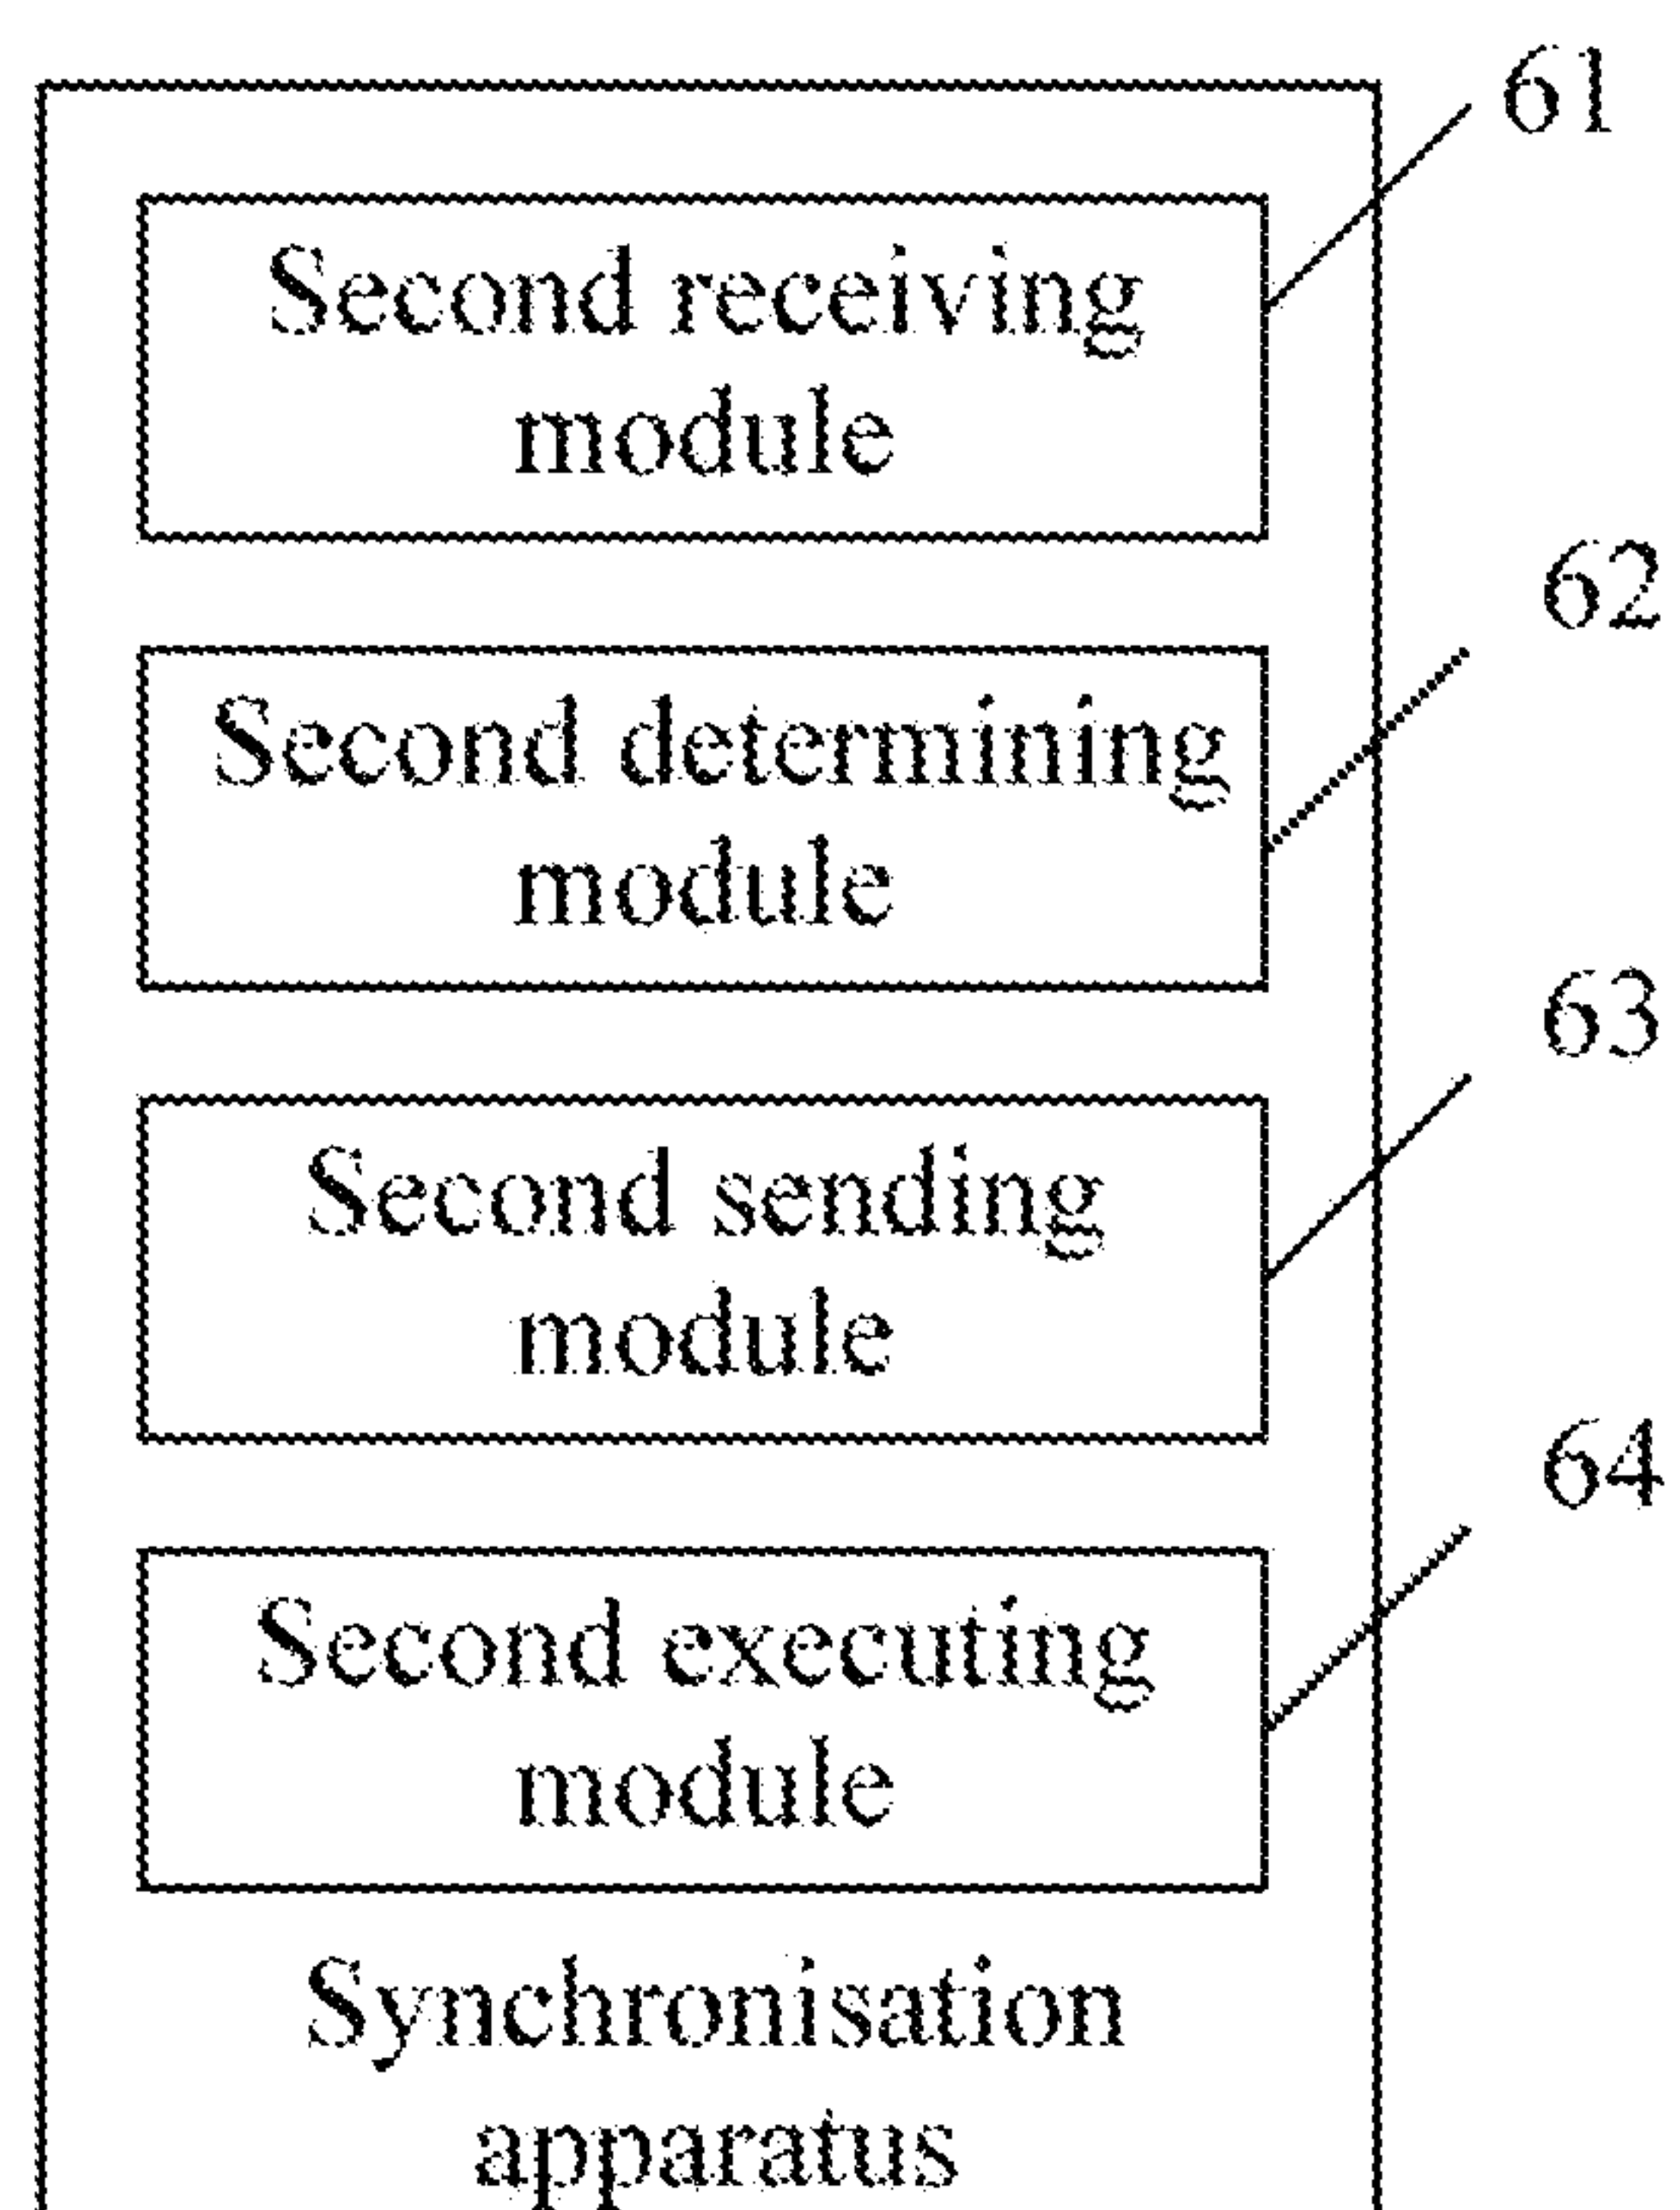 61
Second receiving
module
62
Second determining
module
63
Second sending
module
64
Second executing
module
Synchronisation
apparatus